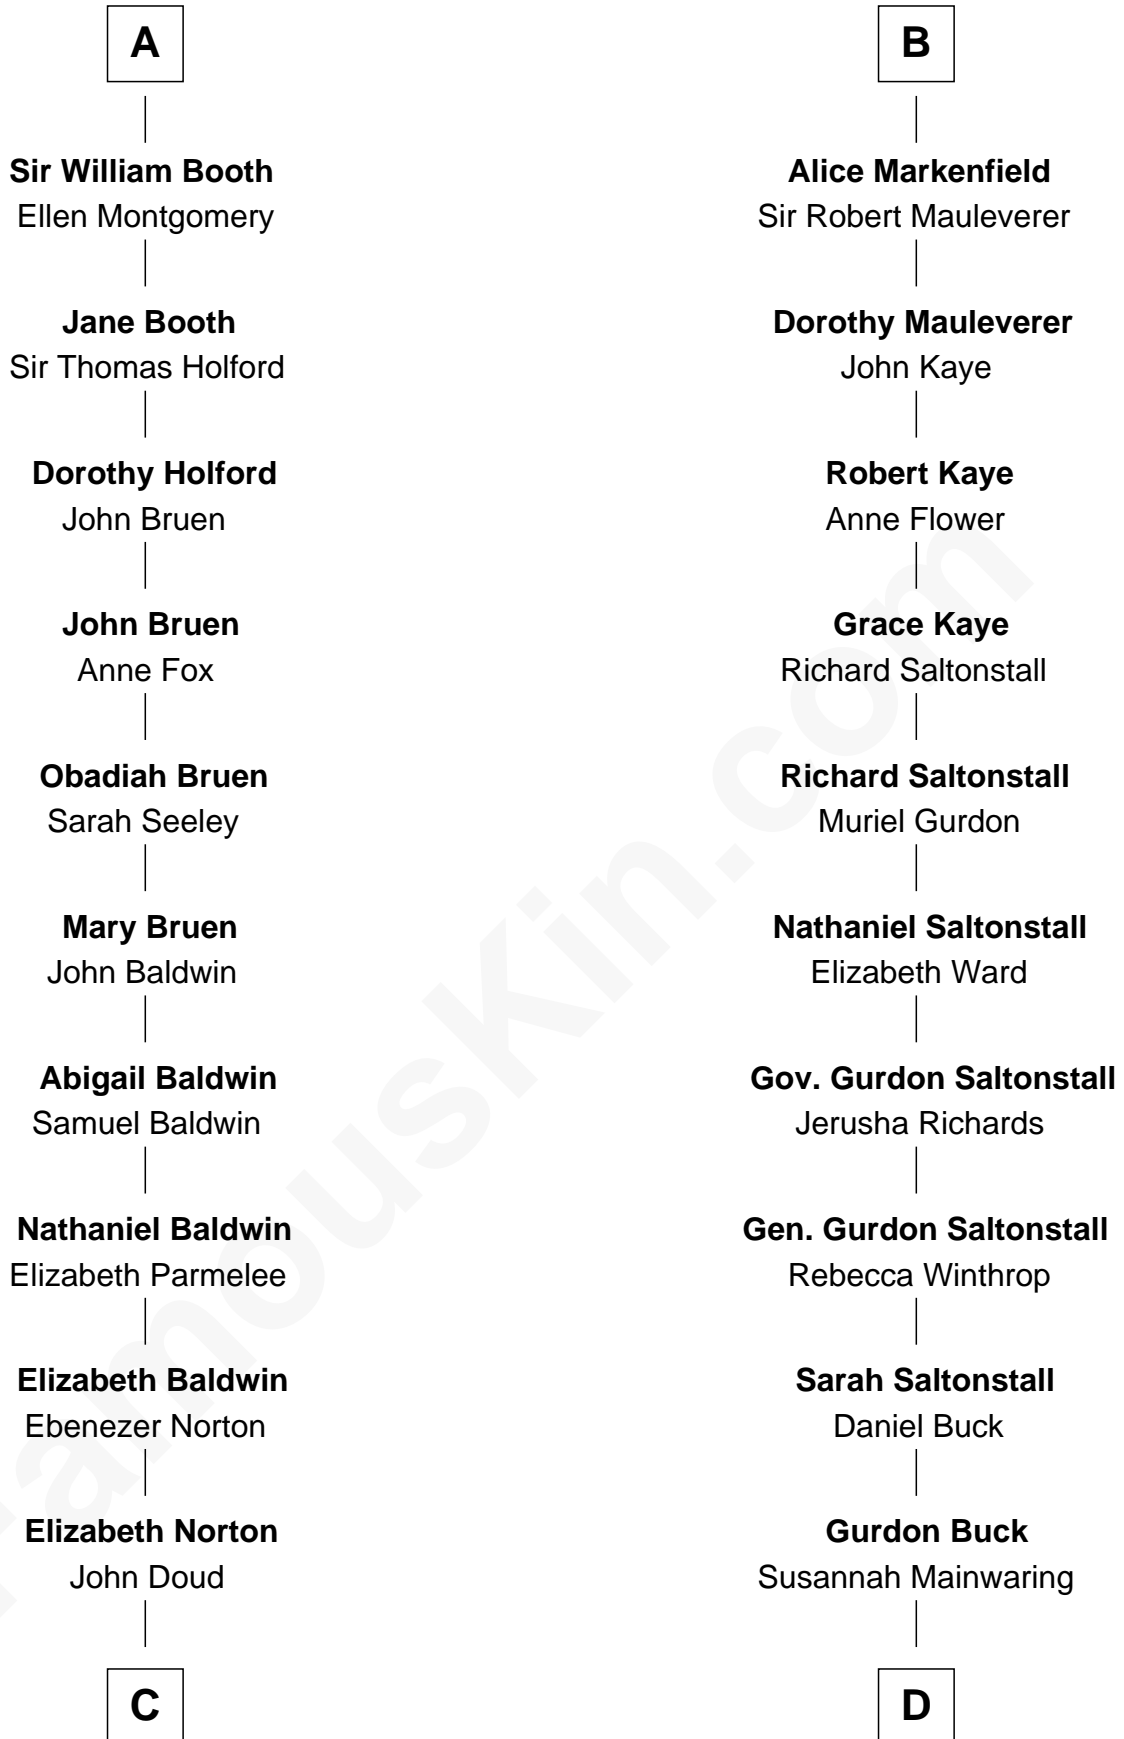 A
Sir William Booth
Ellen Montgomery
Jane Booth
Sir Thomas Holford
Dorothy Holford
John Bruen
John Bruen
Anne Fox
Obadiah Bruen
Sarah Seeley
Mary Bruen
John Baldwin
Abigail Baldwin
Samuel Baldwin
Nathaniel Baldwin
Elizabeth Parmelee
Elizabeth Baldwin
Ebenezer Norton
Elizabeth Norton
John Doud
C
B
Alice Markenfield
Sir Robert Mauleverer
Dorothy Mauleverer
John Kaye
Robert Kaye
Anne Flower
Grace Kaye
Richard Saltonstall
Richard Saltonstall
Muriel Gurdon
Nathaniel Saltonstall
Elizabeth Ward
Gov. Gurdon Saltonstall
Jerusha Richards
Gen. Gurdon Saltonstall
Rebecca Winthrop
Sarah Saltonstall
Daniel Buck
Gurdon Buck
Susannah Mainwaring
D
FamousKin.com